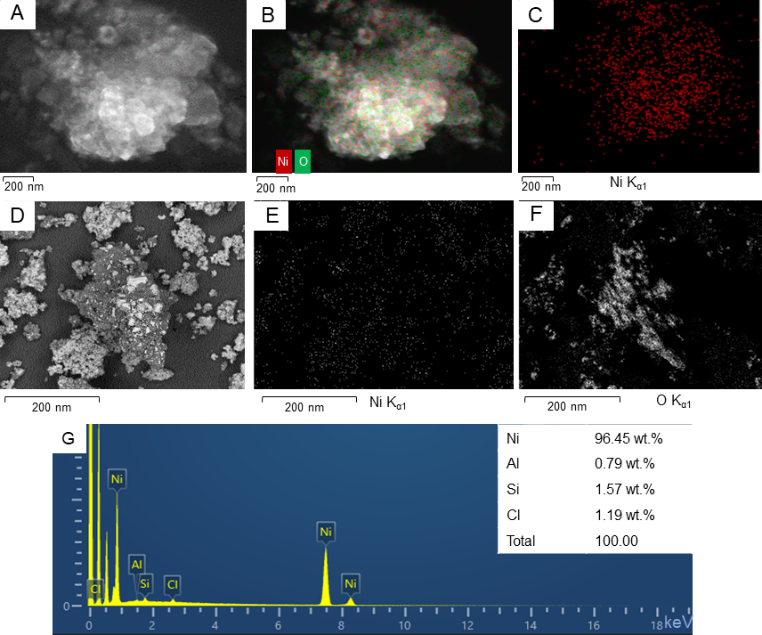 A
B
C
Ni O
200 nm
200 nm
200 nm
Ni Kα1
D
E
F
200 nm
200 nm
Ni Kα1
200 nm
O Kα1
G
Ni 96.45 wt.%
Al 0.79 wt.%
Si 1.57 wt.%
Cl 1.19 wt.%
Total 100.00
Ni
Ni
Al
Cl
Si
Cl
Ni
0
0 2 4 6 8 10 12 14 16 18 keV